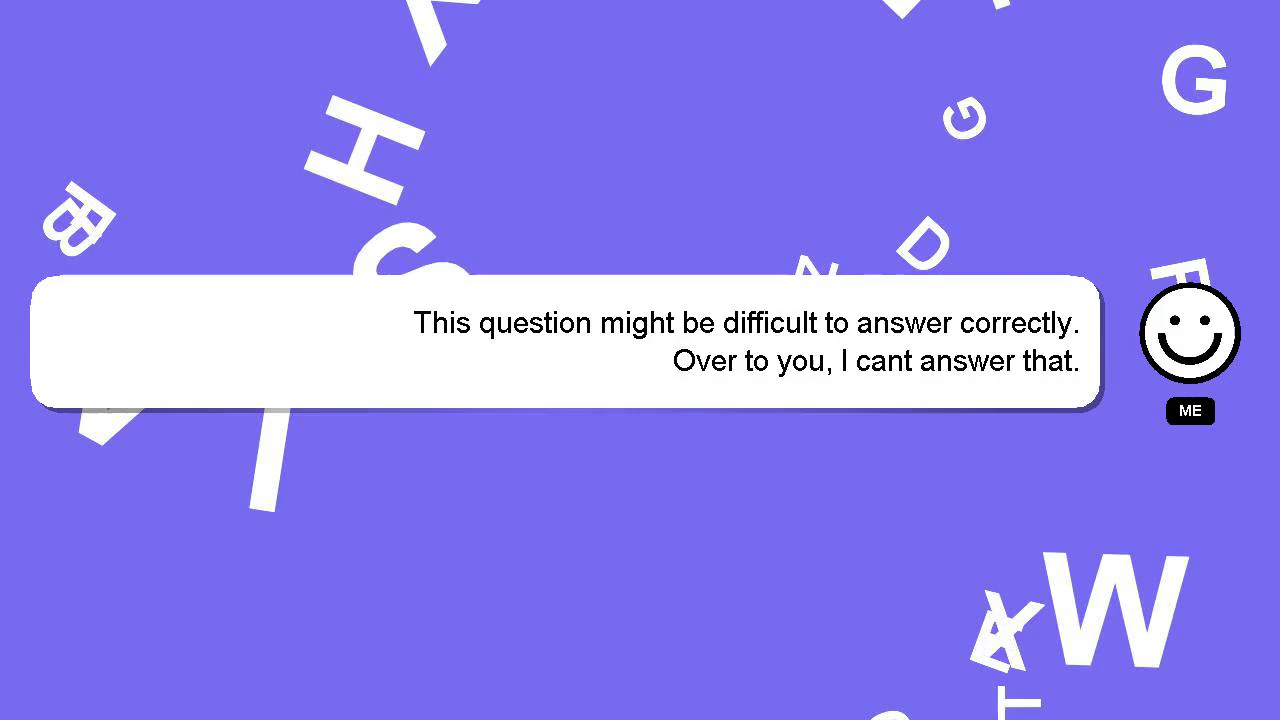 This question might be difficult to answer correctly.
Over to you, I cant answer that.
ME
G
G
H
R
B
S
D
N
F
W
X
A
T